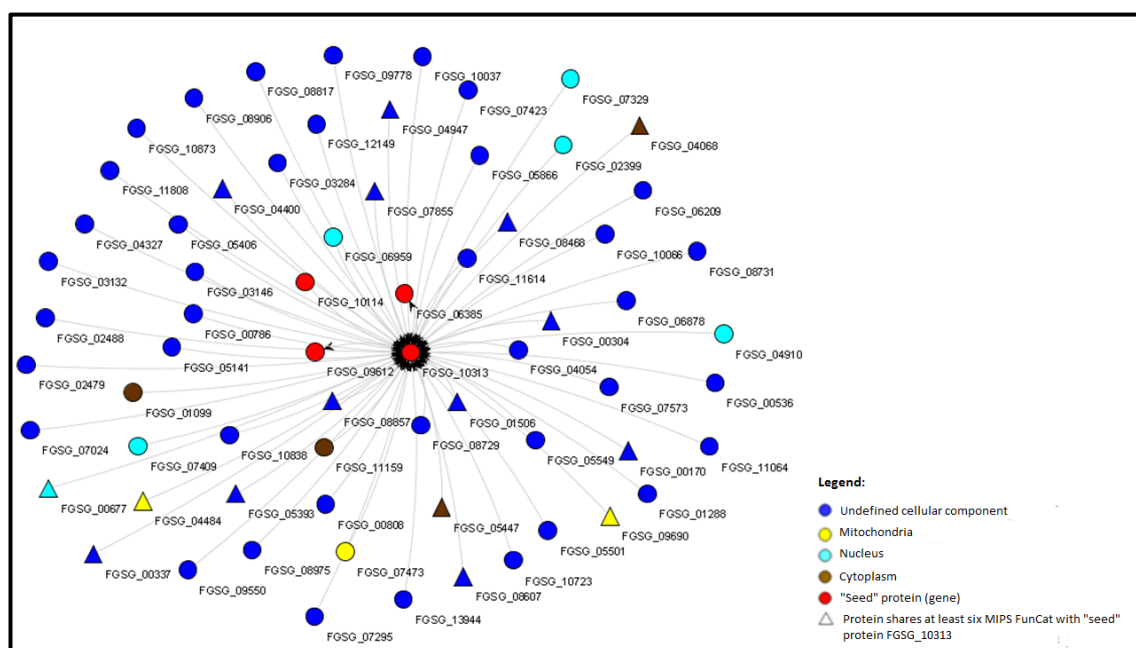 FGSG_09778
FGSG_10037
FGSG_08817
FGSG_07423
FGSG_07329
FGSG_08906
FGSG_04947
FGSG_12149
FGSG_04068
FGSG_10873
FGSG_02399
FGSG_05866
FGSG_03284
FGSG_11808
FGSG_04400
FGSG_07855
FGSG_06209
FGSG_04327
FGSG_05406
FGSG_08468
FGSG_06959
FGSG_10066
FGSG_08731
FGSG_03132
FGSG_11614
FGSG_03146
FGSG_10114
FGSG_06385
FGSG_06878
FGSG_02488
FGSG_00786
FGSG_00304
FGSG_04910
FGSG_05141
FGSG_09612
FGSG_10313
FGSG_04054
FGSG_02479
FGSG_00536
FGSG_01099
FGSG_07573
FGSG_08857
FGSG_01506
FGSG_07024
FGSG_08729
FGSG_10838
FGSG_07409
FGSG_11159
FGSG_05549
FGSG_00170
FGSG_11064
Legend:
FGSG_00677
FGSG_04484
FGSG_05393
FGSG_01288
Undefined cellular component
FGSG_00808
FGSG_05447
FGSG_09690
Mitochondria
FGSG_05501
Nucleus
FGSG_00337
FGSG_08975
FGSG_07473
Cytoplasm
FGSG_10723
FGSG_09550
"Seed" protein (gene)
FGSG_08607
Protein shares at least six MIPS FunCat with "seed"
FGSG_13944
protein FGSG_10313
FGSG_07295